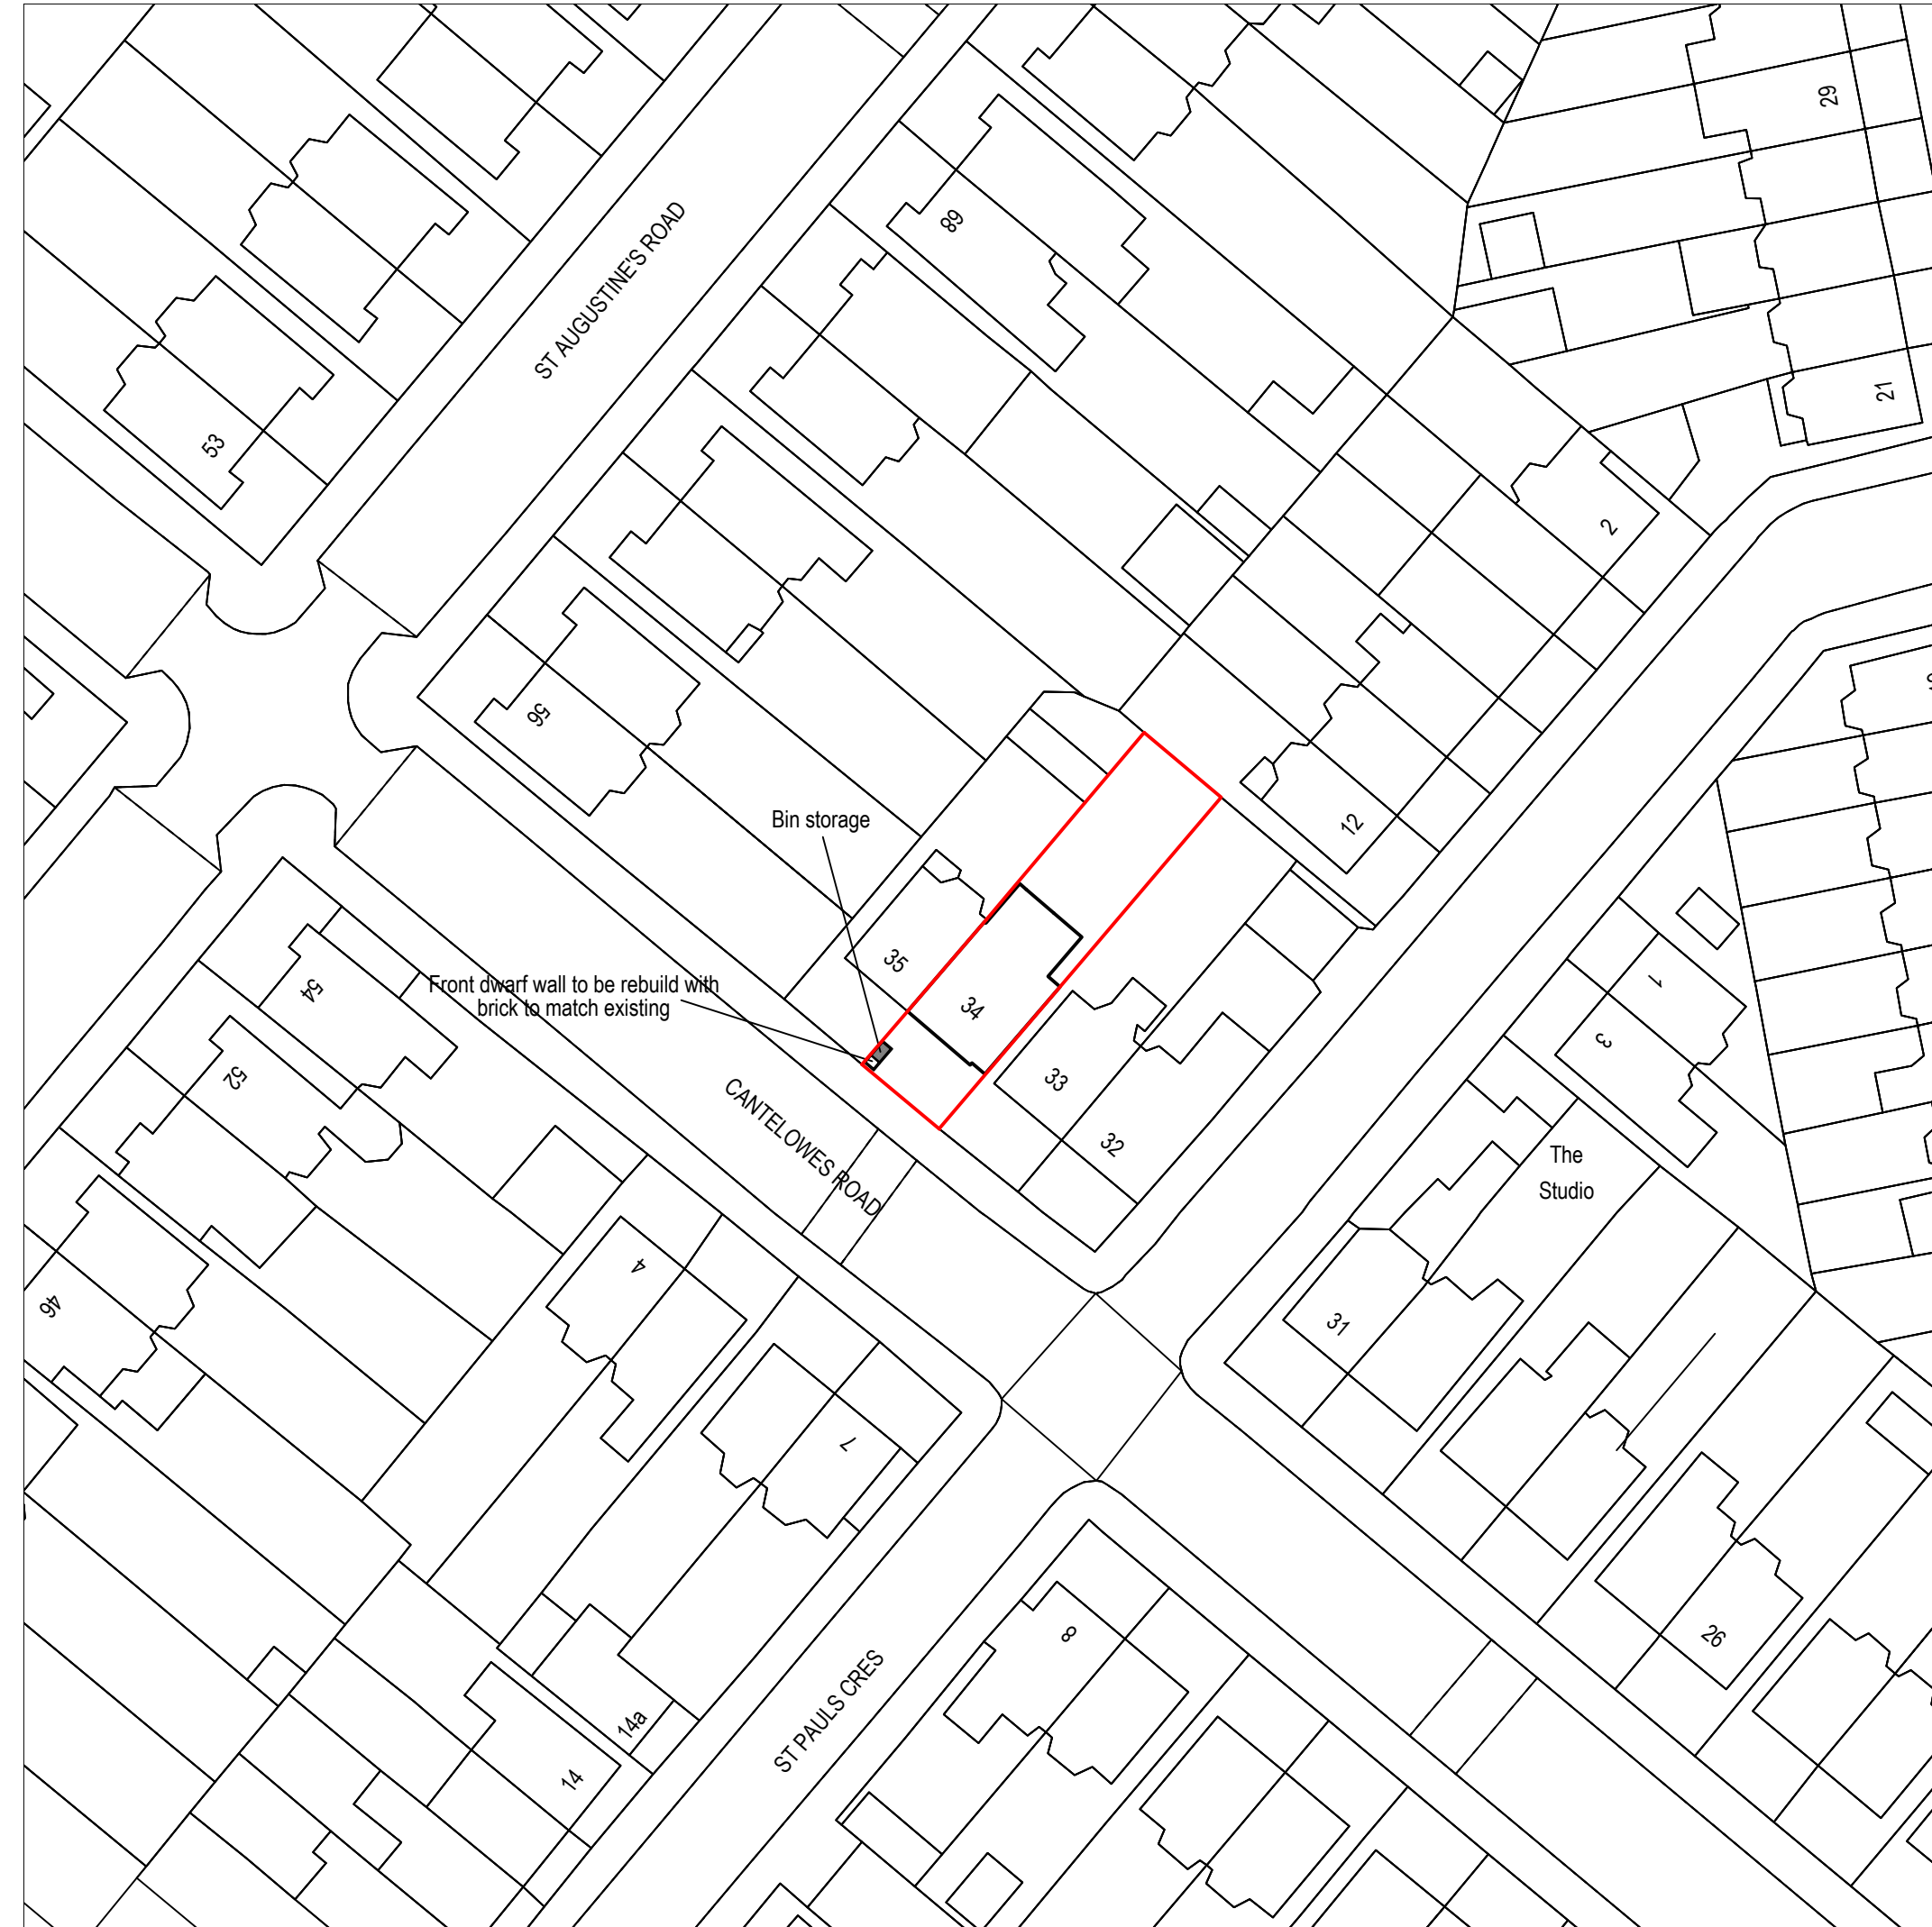 29
ST AUGUSTINE'S ROAD
89
21
53
2
56
Bin storage
12
35
Front dwarf wall to be rebuild with
brick to match existing
54
34
1
3
52
33
CANTELOWES ROAD
32
The
Studio
4
46
31
7
8
26
ST PAULS CRES
14a
14